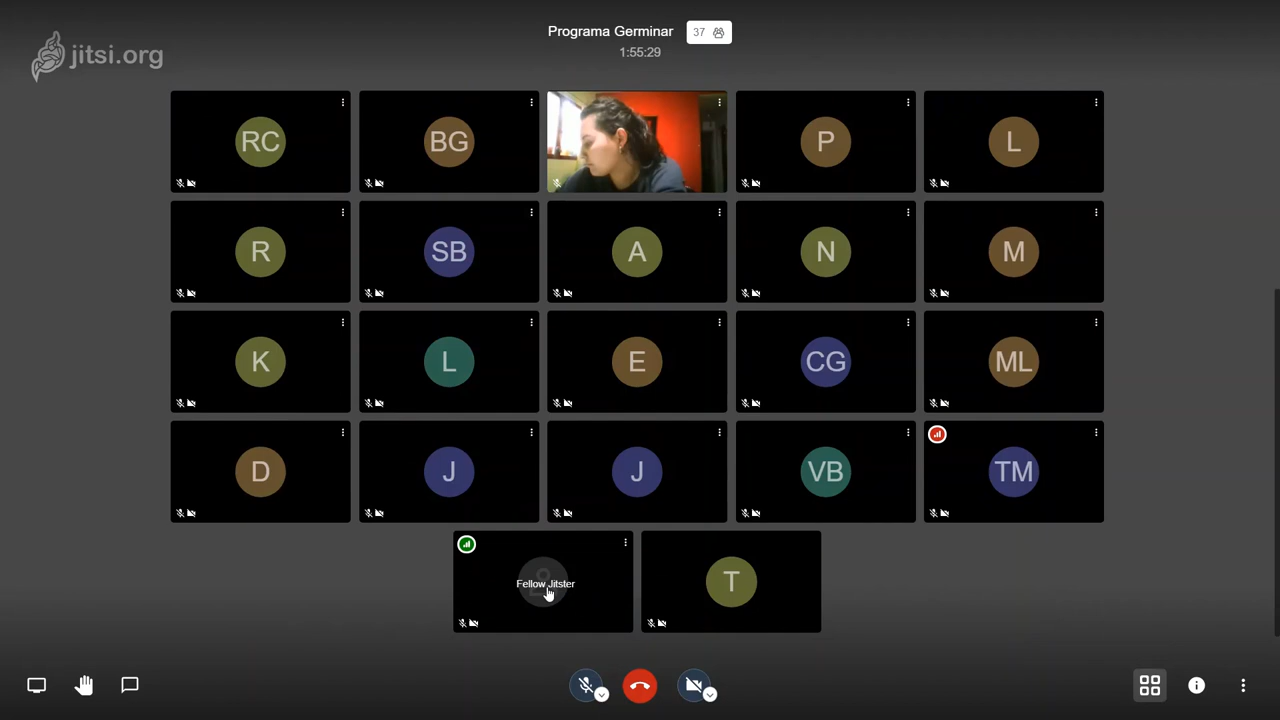 jitsi.org
Programa Germinar
37
1:55:29
RC
BG
P
L
R
SB
A
N
M
K
L
E
CG
ML
D
J
J
VB
TM
Fellow Jitster
T